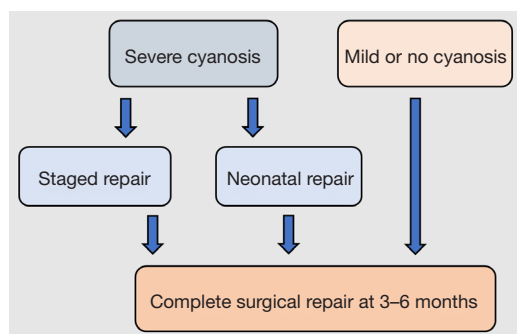 Severe cyanosis
Mild or no cyanosis
Staged repair
Neonatal repair
Complete surgical repair at 3–6 months